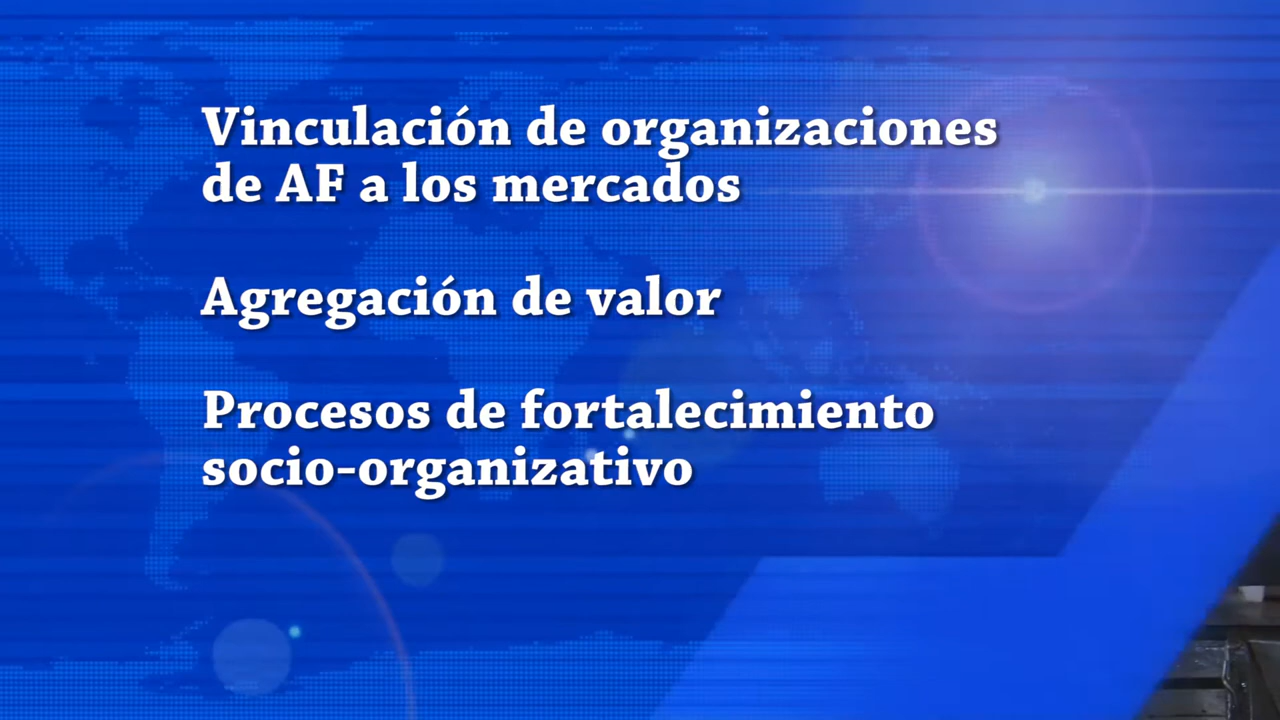 Vinculación de organizaciones
de AF a los mercados
Agregación de valor
Procesos de fortalecimiento
socio-organizativo